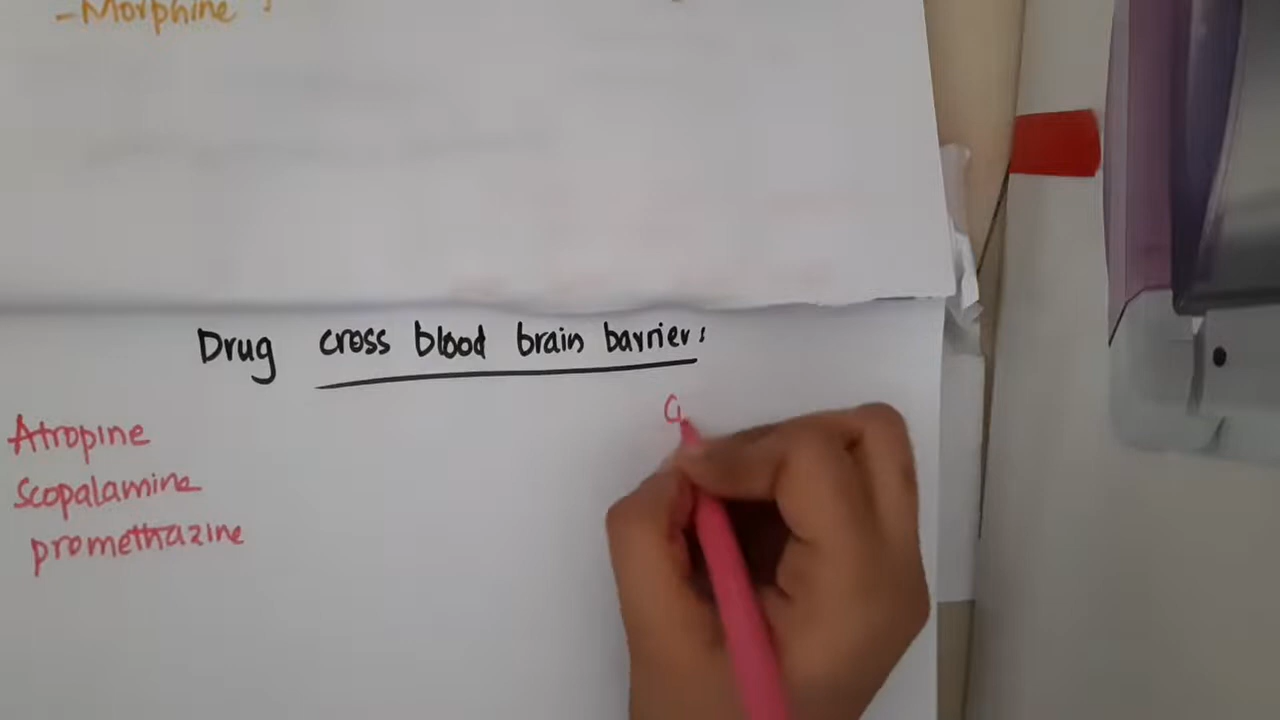 -Morphine :
Drug cross blood brain barrier:
Atropine
Scopalamine
promethazine
G